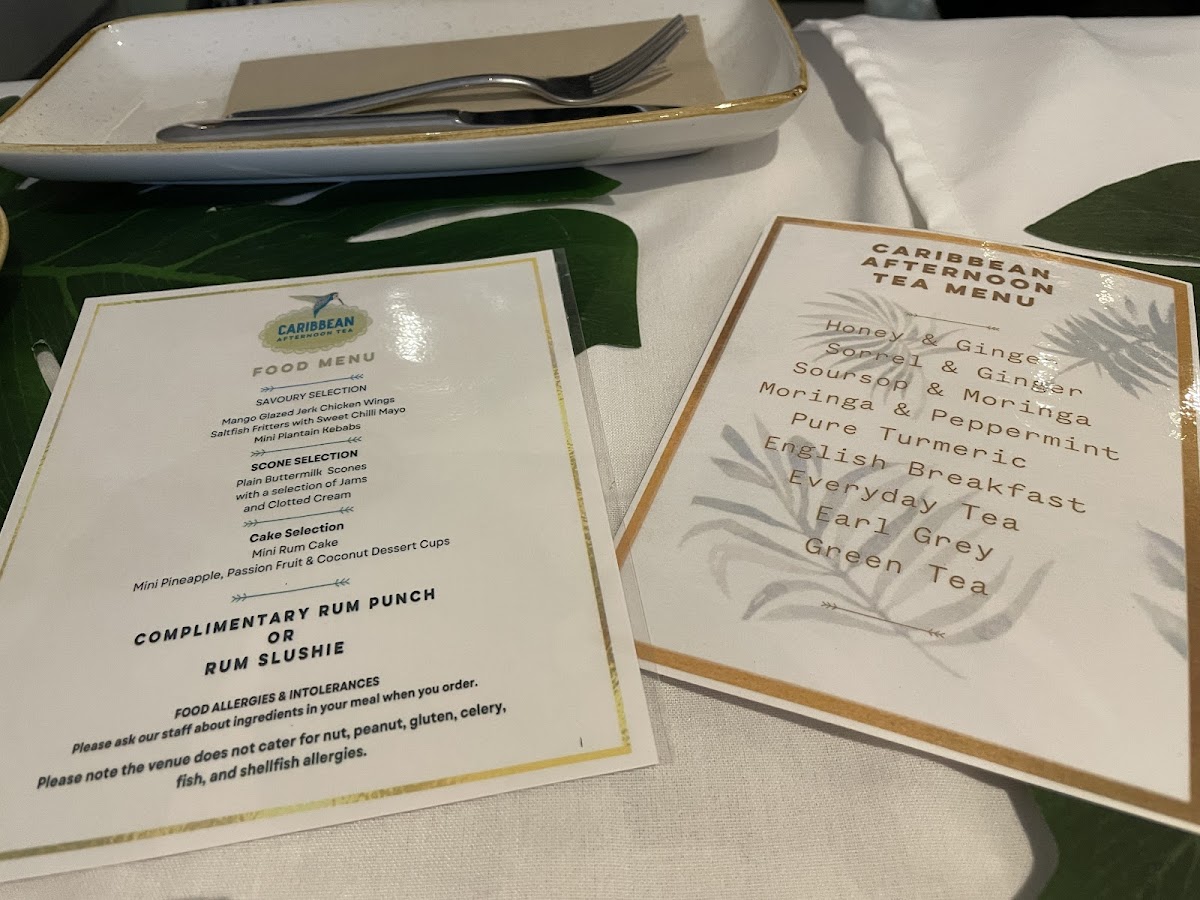 CARIBBEAN
AFTERNOON TEA
FOOD MENU
SAVOURY SELECTION
Mango Glazed Jerk Chicken Wings
Saltfish Fritters with Sweet Chilli Mayo
Mini Plantain Kebabs
SCONE SELECTION
Plain Buttermilk Scones
with a selection of Jams
and Clotted Cream
Cake Selection
Mini Rum Cake
Mini Pineapple, Passion Fruit & Coconut Dessert Cups
COMPLIMENTARY RUM PUNCH
OR
RUM SLUSHIE
FOOD ALLERGIES & INTOLERANCES
Please ask our staff about ingredients in your meal when you order.
Please note the venue does not cater for nut, peanut, gluten, celery,
fish, and shellfish allergies.
CARIBBEAN
AFTERNOON
TEA MENU
Honey & Ginger
Sorrel & Ginger
Soursop & Moringa
Moringa & Peppermint
Pure Turmeric
English Breakfast
Everyday Tea
Earl Grey
Green Tea